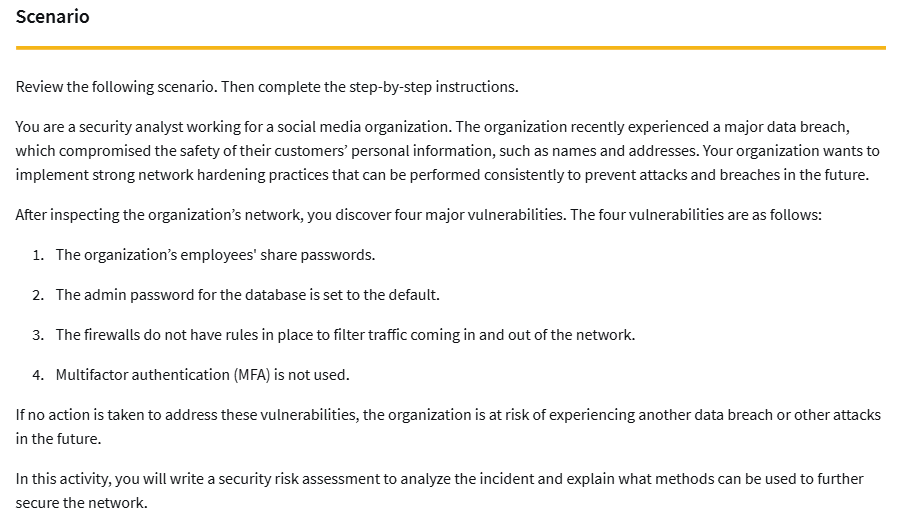 Scenario
Review the following scenario. Then complete the step-by-step instructions.
You are a security analyst working for a social media organization. The organization recently experienced a major data breach,
which compromised the safety of their customers’ personal information, such as names and addresses. Your organization wants to
implement strong network hardening practices that can be performed consistently to prevent attacks and breaches in the future.
After inspecting the organization’s network, you discover four major vulnerabilities. The four vulnerabilities are as follows:
1. The organization’s employees' share passwords.
2. The admin password for the database is set to the default.
3. The firewalls do not have rules in place to filter traffic coming in and out of the network.
4. Multifactor authentication (MFA) is not used.
If no action is taken to address these vulnerabilities, the organization is at risk of experiencing another data breach or other attacks
in the future.
In this activity, you will write a security risk assessment to analyze the incident and explain what methods can be used to further
secure the network.